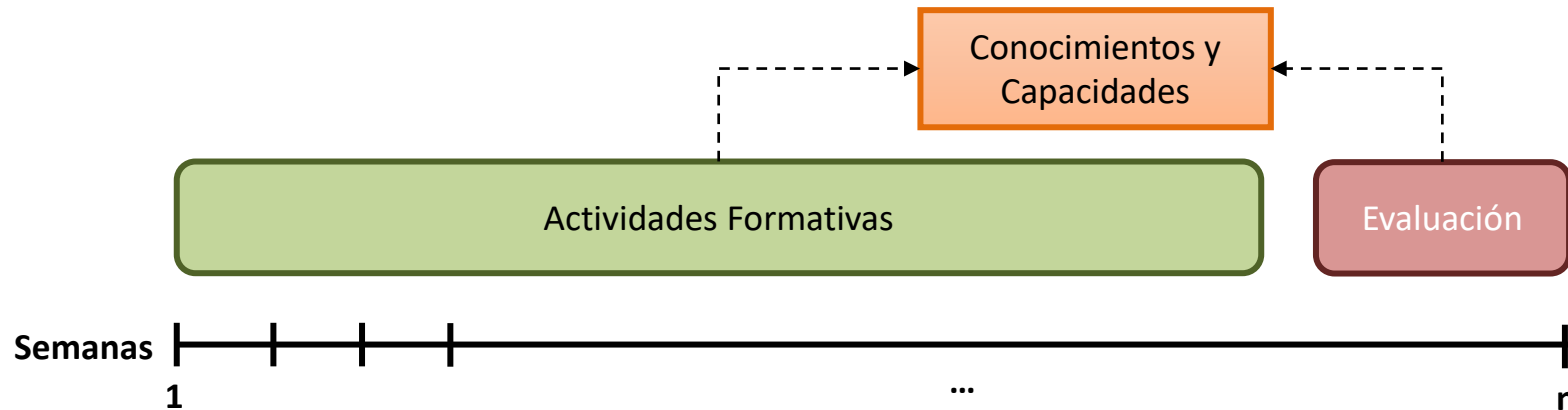 Conocimientos y
Capacidades
Actividades Formativas
Evaluación
Semanas
1
...
n